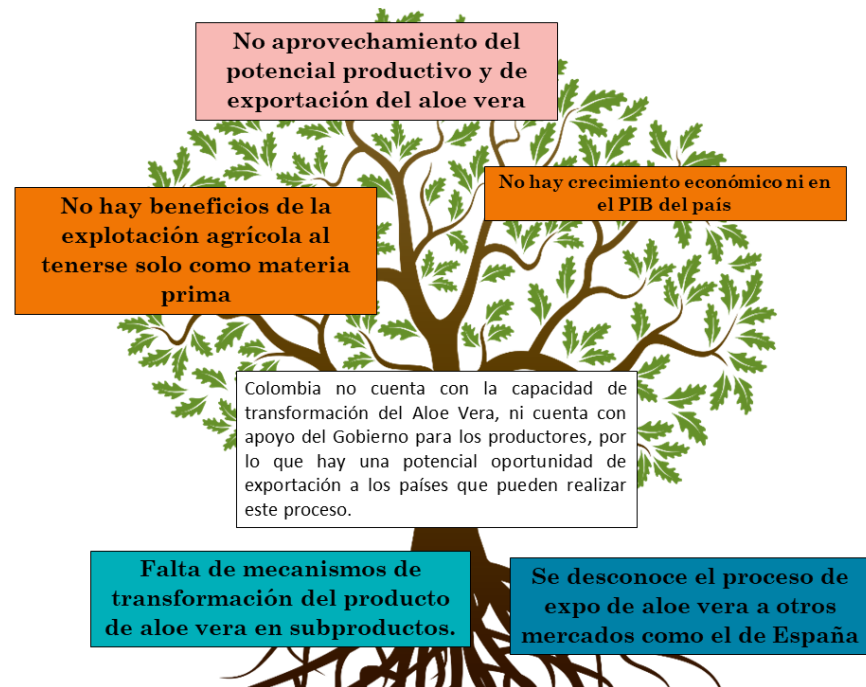 No aprovechamiento del
potencial productivo y de
exportación del aloe vera
No hay crecimiento económico ni en
el PIB del país
No hay beneficios de la
explotación agrícola al
tenerse solo como materia
prima
Colombia no cuenta con la capacidad de
transformación del Aloe Vera, ni cuenta con
apoyo del Gobierno para los productores, por
lo que hay una potencial oportunidad de
exportación a los países que pueden realizar
este proceso.
Falta de mecanismos de
transformación del producto
de aloe vera en subproductos.
Se desconoce el proceso de
expo de aloe vera a otros
mercados como el de España